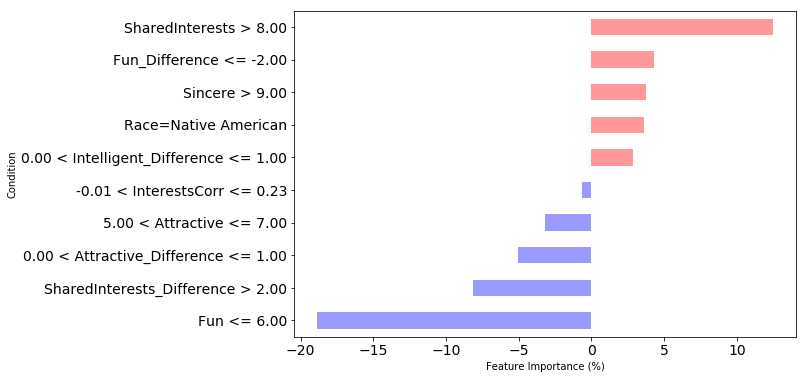 SharedInterests > 8.00
Fun_Difference <= -2.00
Sincere > 9.00
Race=Native American
0.00 < Intelligent_Difference <= 1.00
-0.01 < InterestsCorr <= 0.23
5.00 < Attractive <= 7.00
0.00 < Attractive_Difference <= 1.00
SharedInterests_Difference > 2.00
Fun <= 6.00
Condition
−20 −15 −10 −5 0 5 10
Feature Importance (%)